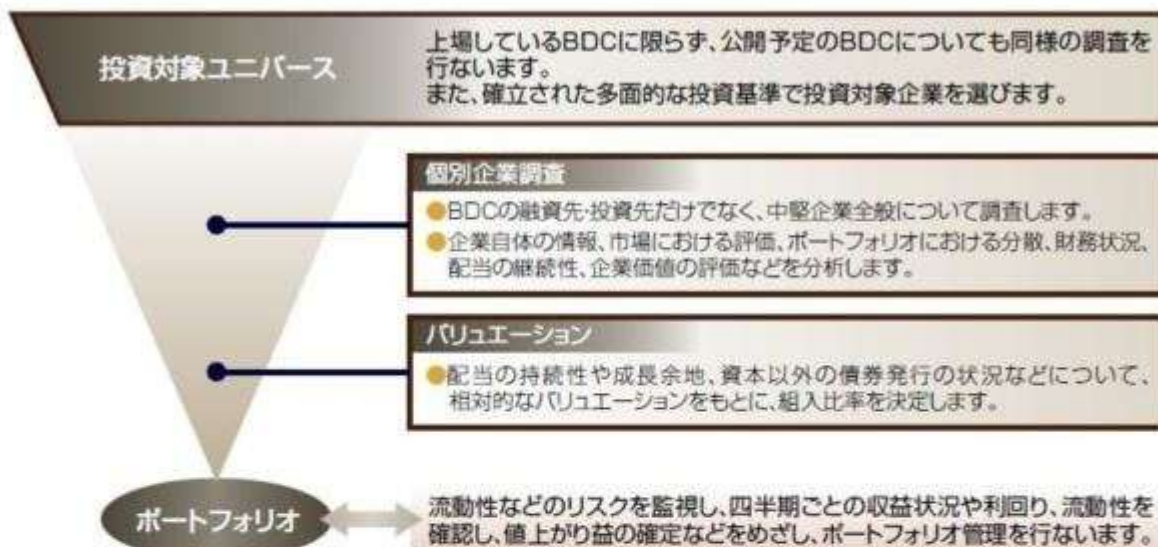 投資対象ユニバース
上場しているBDCに限らず、公開予定のBDCについても同様の調査を
行ないます。
また、確立された多面的な投資基準で投資対象企業を選びます。
個別企業調査
●BDCの融資先・投資先だけでなく、中堅企業全般について調査します。
●企業自体の情報、市場における評価、ポートフォリオにおける分散、財務状況、
配当の継続性、企業価値の評価などを分析します。
バリュエーション
●配当の持続性や成長余地、資本以外の債券発行の状況などについて、
相対的なバリュエーションをもとに、組入比率を決定します。
ポートフォリオ
流動性などのリスクを監視し、四半期ごとの収益状況や利回り、流動性を
確認し、値上がり益の確定などをめざし、ポートフォリオ管理を行ないます。